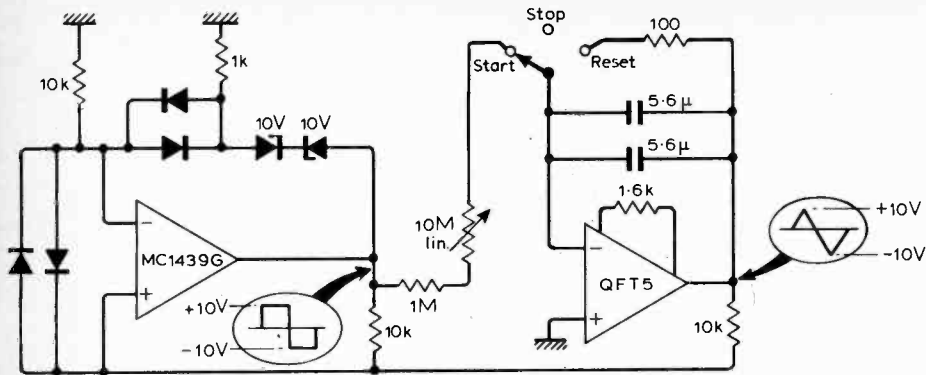 Stop
Start
Reset
100
10k
1k
10V 10V
5·6µ
5·6µ
1·6k
10M
lin.
−
MC1439G
+
−
QFT5
+
+10V
−10V
1M
+10V
−10V
10k
10k